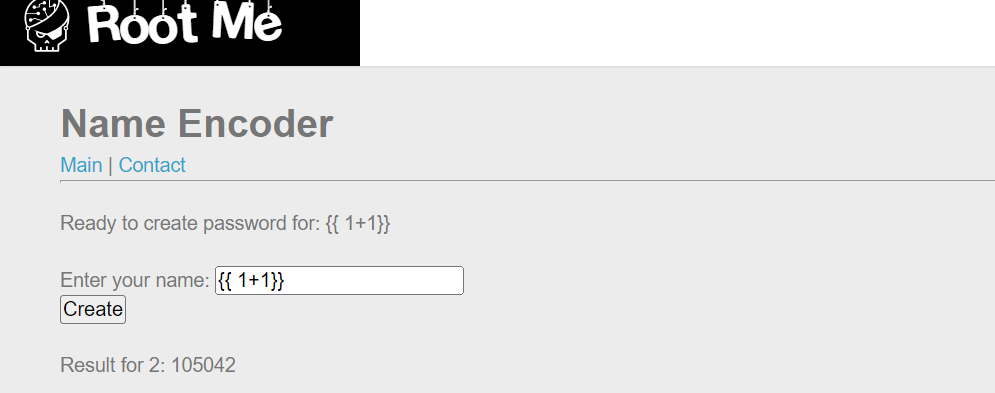 Root Me
Name Encoder
Main | Contact
Ready to create password for: {{ 1+1}}
Enter your name: {{ 1+1}}
Create
Result for 2: 105042